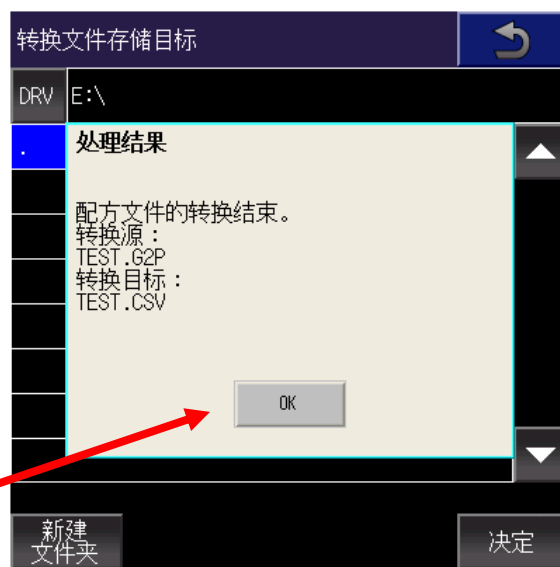 转换文件存储目标
DRV E:\
.
处理结果
配方文件的转换结束。
转换源：
TEST.G2P
转换目标：
TEST.CSV
OK
新建
文件夹
决定